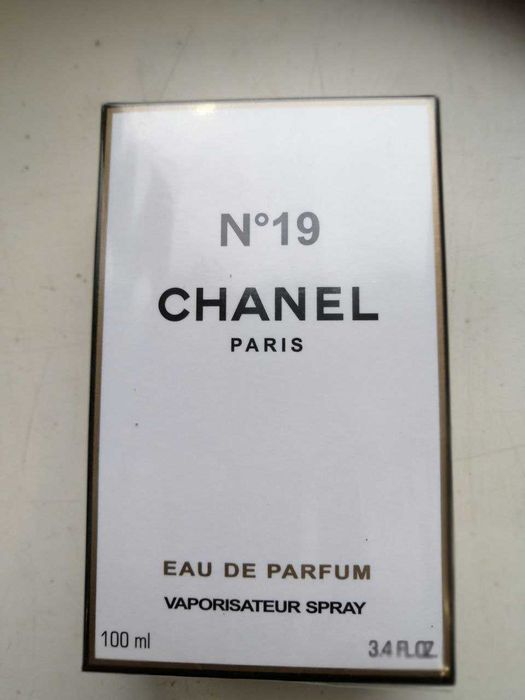 N°19
CHANEL
PARIS
EAU DE PARFUM
VAPORISATEUR SPRAY
100 ml
3.4 FL.OZ.